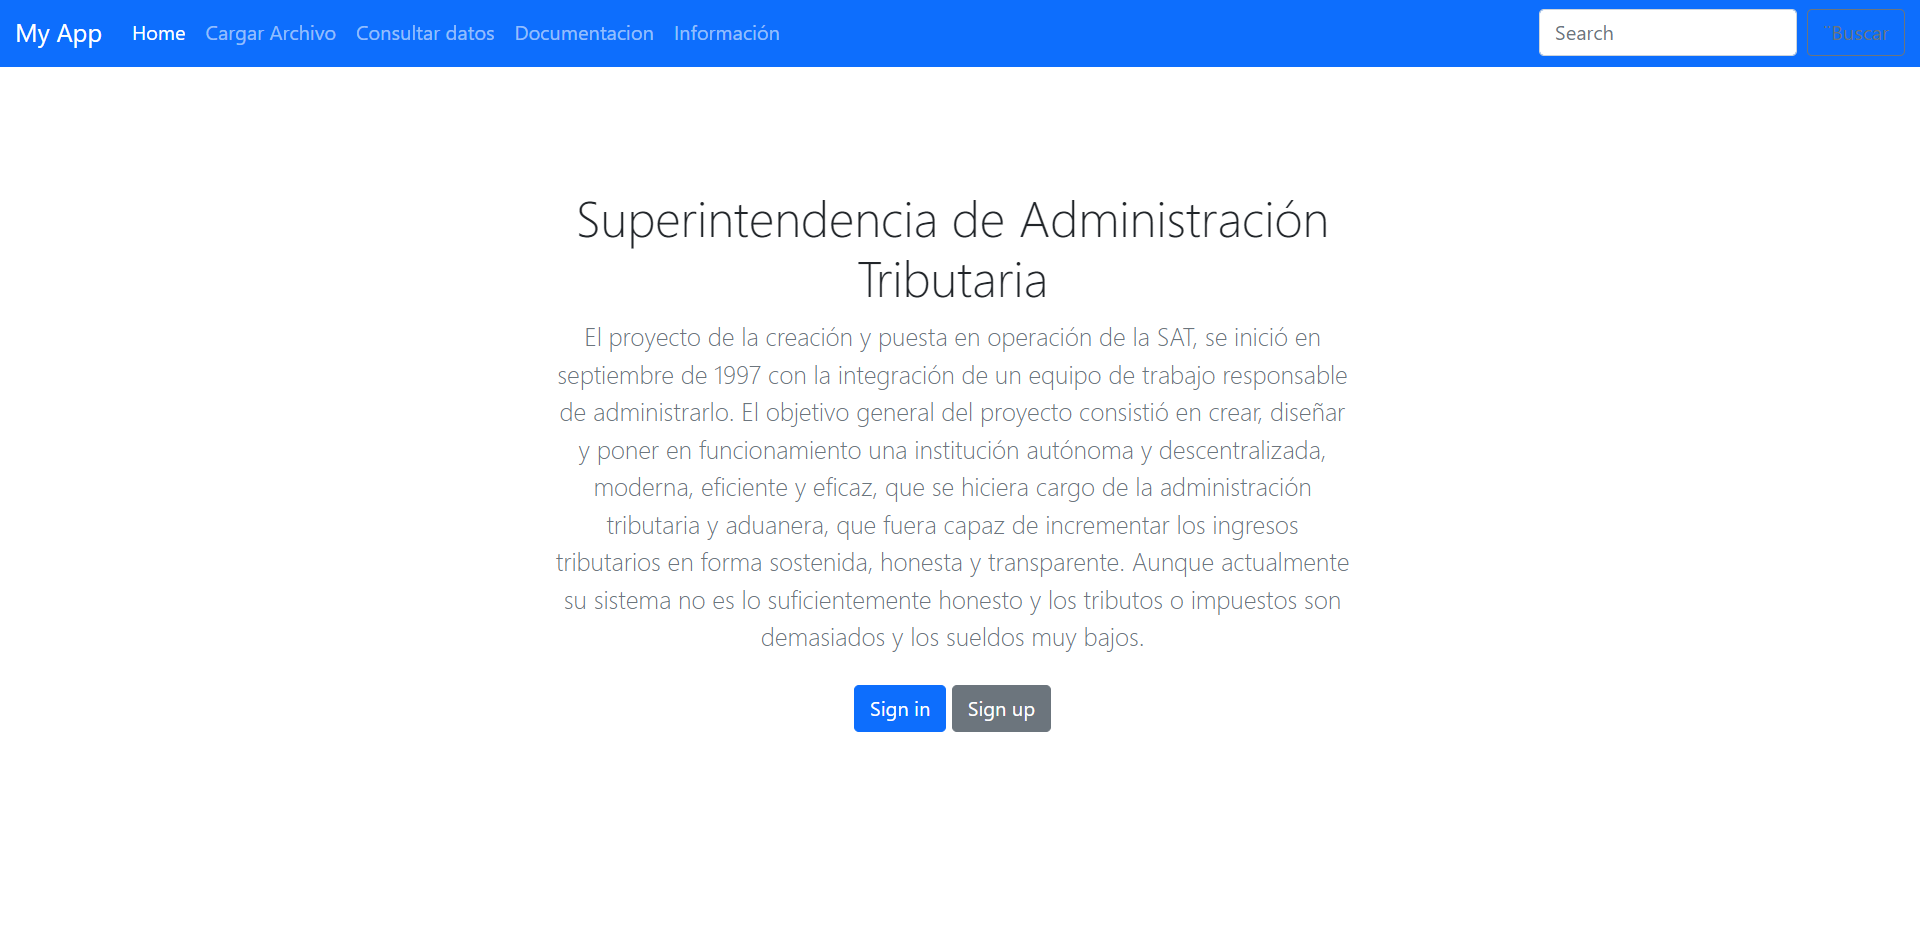 My App Home Cargar Archivo Consultar datos Documentacion Información Search ¨Buscar
Superintendencia de Administración
Tributaria
El proyecto de la creación y puesta en operación de la SAT, se inició en
septiembre de 1997 con la integración de un equipo de trabajo responsable
de administrarlo. El objetivo general del proyecto consistió en crear, diseñar
y poner en funcionamiento una institución autónoma y descentralizada,
moderna, eficiente y eficaz, que se hiciera cargo de la administración
tributaria y aduanera, que fuera capaz de incrementar los ingresos
tributarios en forma sostenida, honesta y transparente. Aunque actualmente
su sistema no es lo suficientemente honesto y los tributos o impuestos son
demasiados y los sueldos muy bajos.
Sign in Sign up